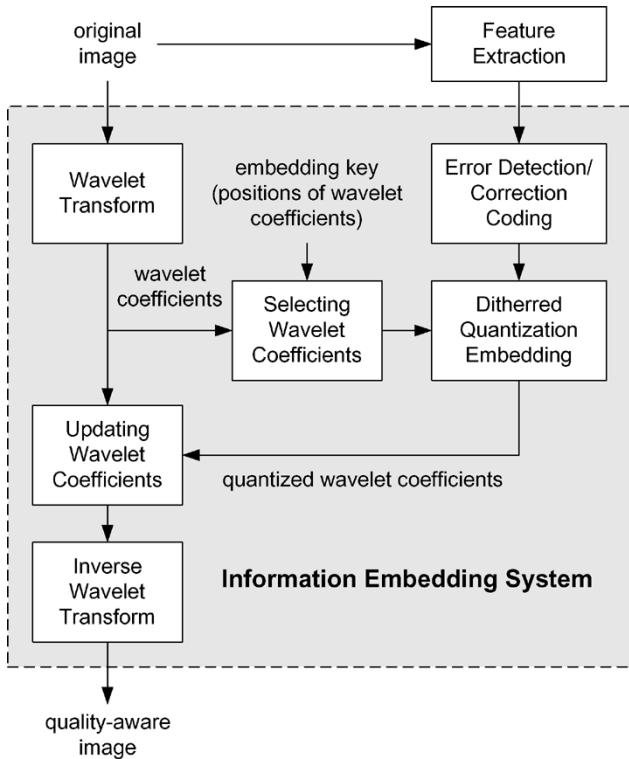 original
image
Feature
Extraction
Wavelet
Transform
embedding key
(positions of wavelet
coefficients)
Error Detection/
Correction
Coding
wavelet
coefficients
Selecting
Wavelet
Coefficients
Ditherred
Quantization
Embedding
Updating
Wavelet
Coefficients
quantized wavelet coefficients
Inverse
Wavelet
Transform
Information Embedding System
quality-aware
image